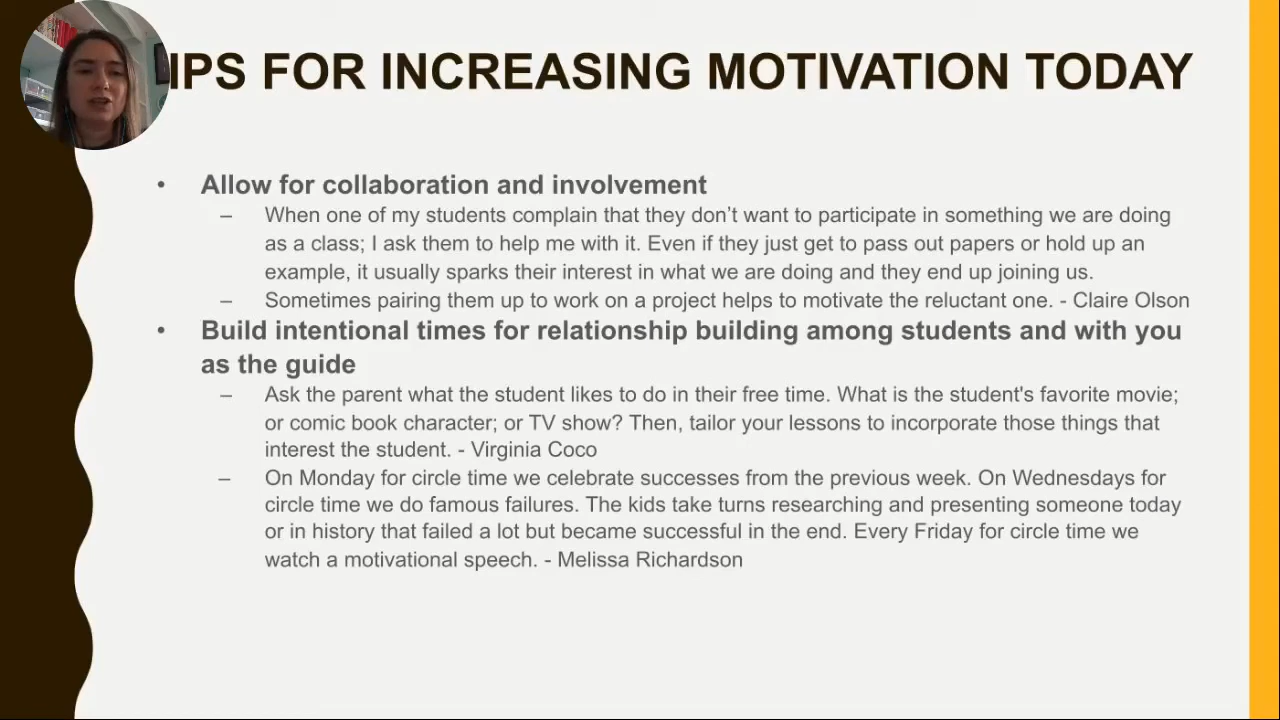 IPS FOR INCREASING MOTIVATION TODAY
• Allow for collaboration and involvement
– When one of my students complain that they don’t want to participate in something we are doing
as a class; I ask them to help me with it. Even if they just get to pass out papers or hold up an
example, it usually sparks their interest in what we are doing and they end up joining us.
– Sometimes pairing them up to work on a project helps to motivate the reluctant one. - Claire Olson
• Build intentional times for relationship building among students and with you
as the guide
– Ask the parent what the student likes to do in their free time. What is the student's favorite movie;
or comic book character; or TV show? Then, tailor your lessons to incorporate those things that
interest the student. - Virginia Coco
– On Monday for circle time we celebrate successes from the previous week. On Wednesdays for
circle time we do famous failures. The kids take turns researching and presenting someone today
or in history that failed a lot but became successful in the end. Every Friday for circle time we
watch a motivational speech. - Melissa Richardson